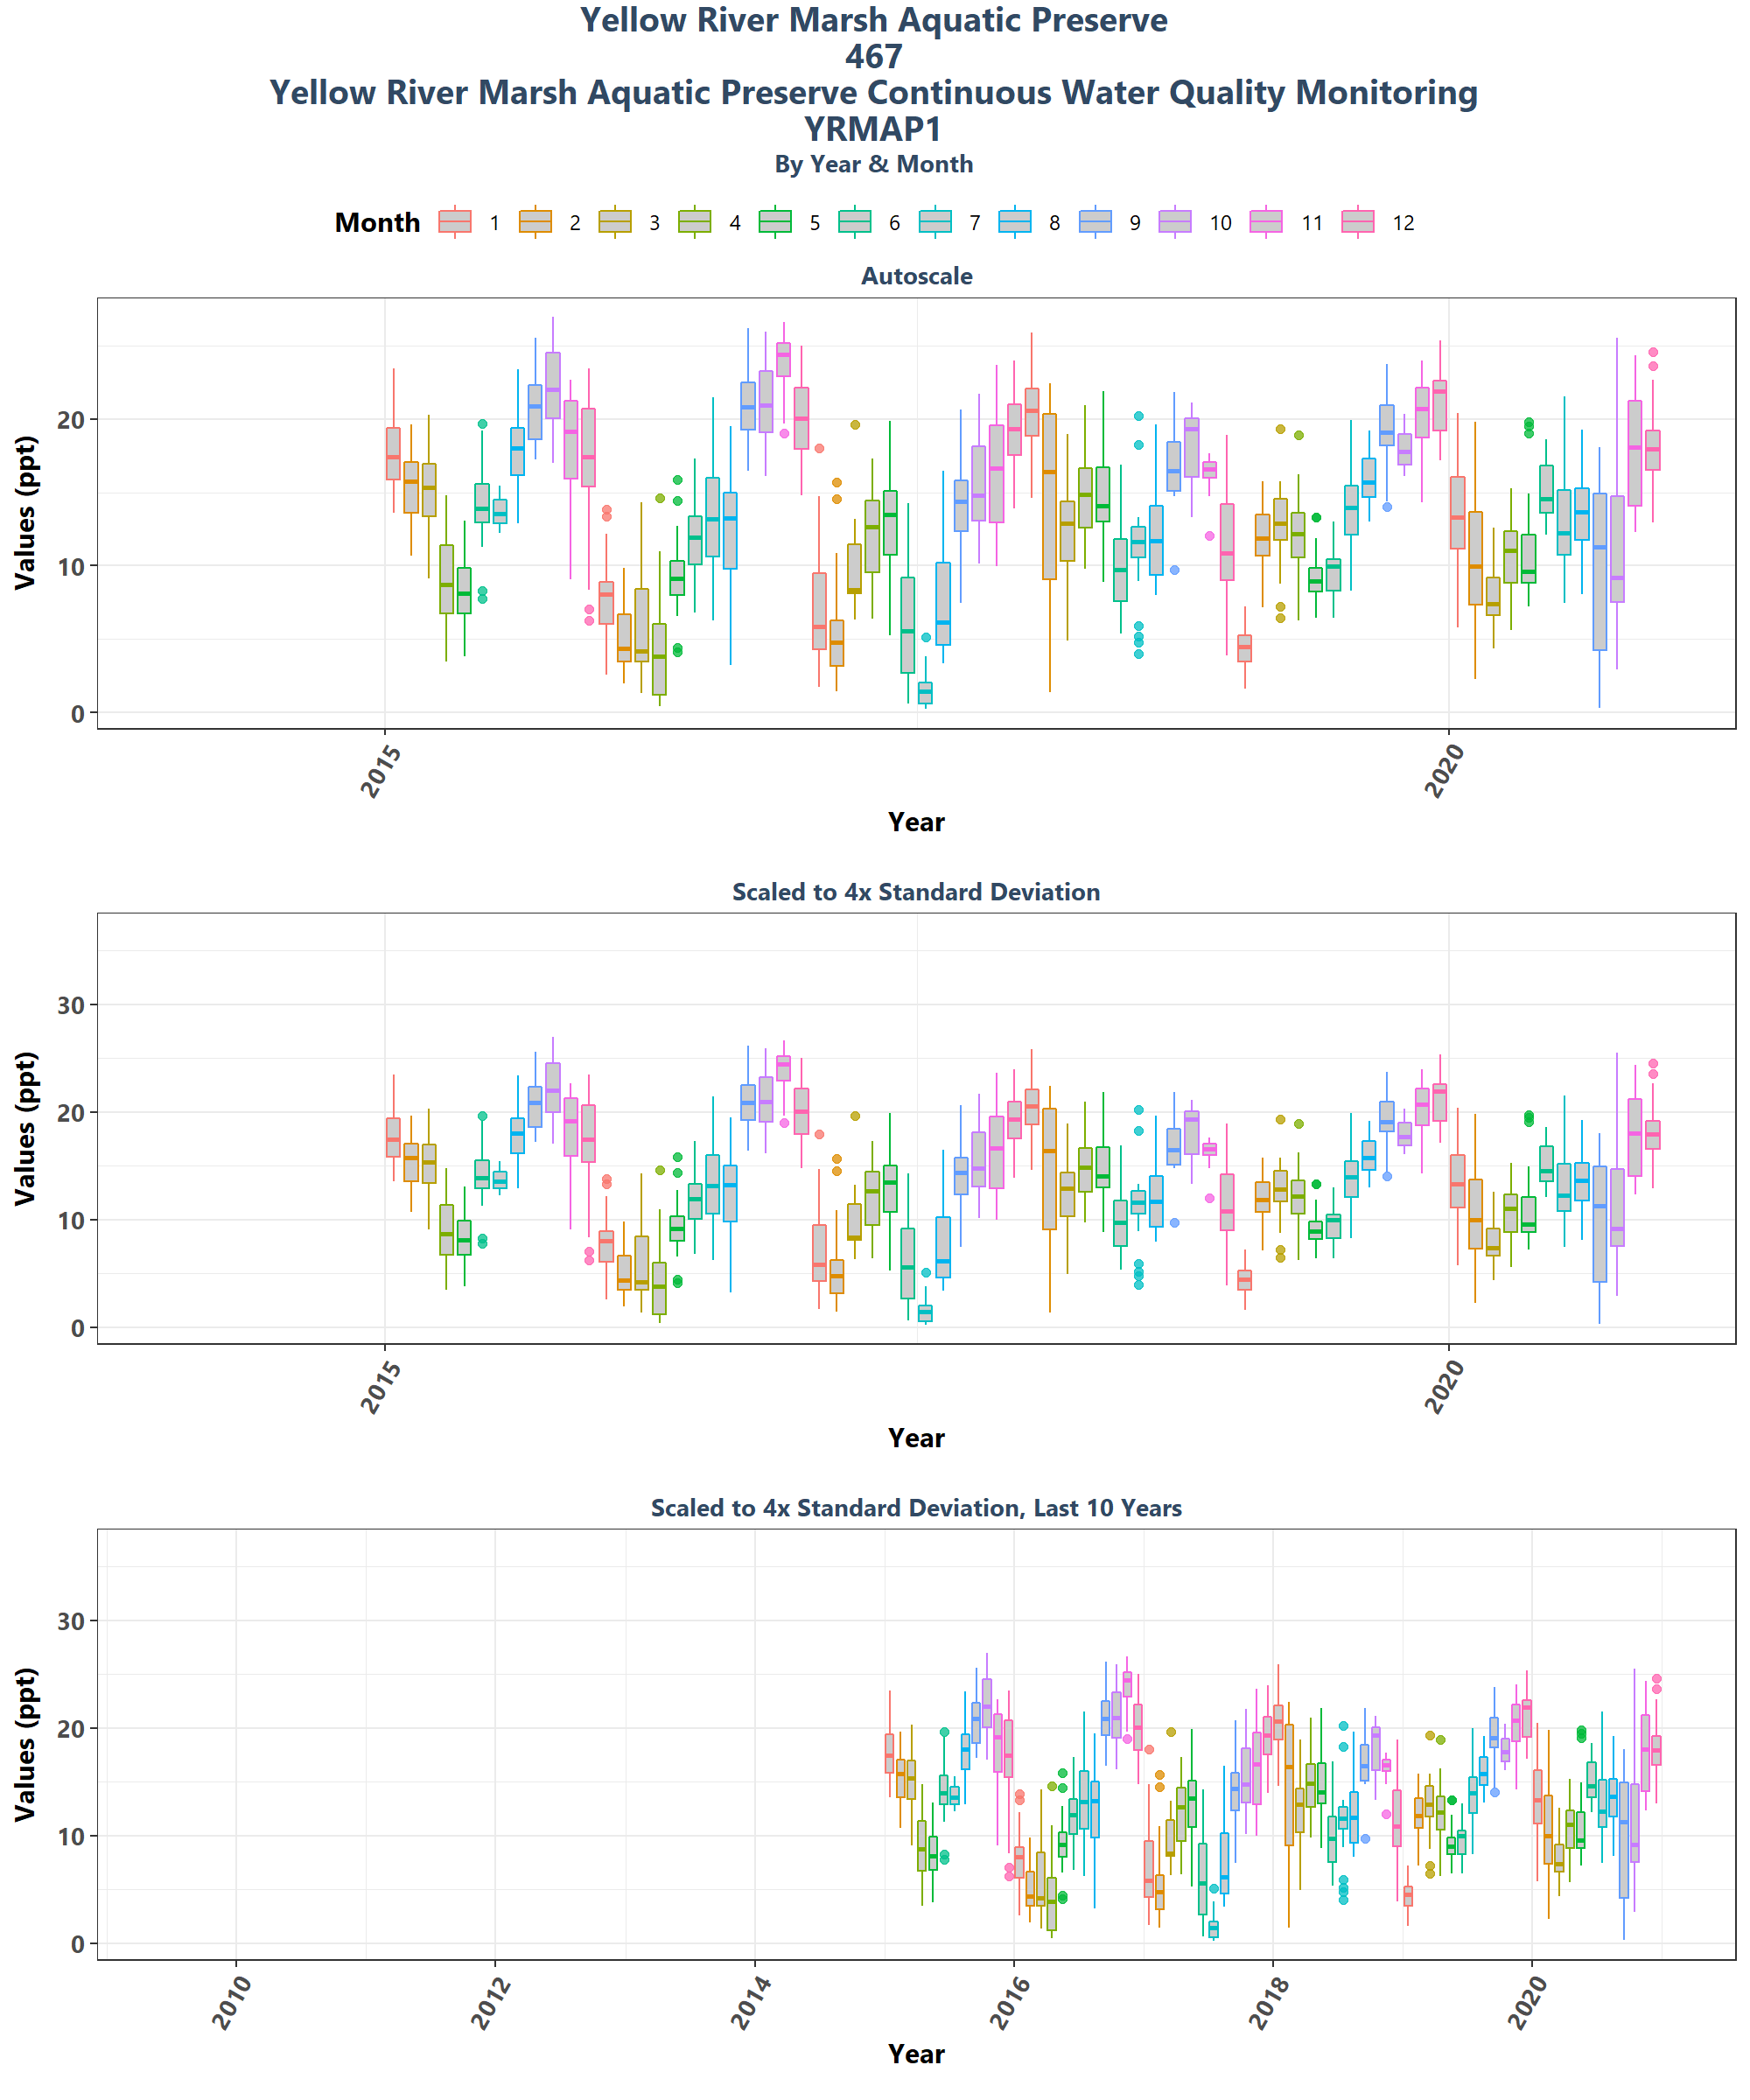 Yellow River Marsh Aquatic Preserve
467
Yellow River Marsh Aquatic Preserve Continuous Water Quality Monitoring
YRMAP1
By Year & Month
Month 1 2 3 4 5 6 7 8 9 10 11 12
Autoscale
Values (ppt)
20
10
0
2015 2020
Year
Scaled to 4x Standard Deviation
Values (ppt)
30
20
10
0
2015 2020
Year
Scaled to 4x Standard Deviation, Last 10 Years
Values (ppt)
30
20
10
0
2010 2012 2014 2016 2018 2020
Year